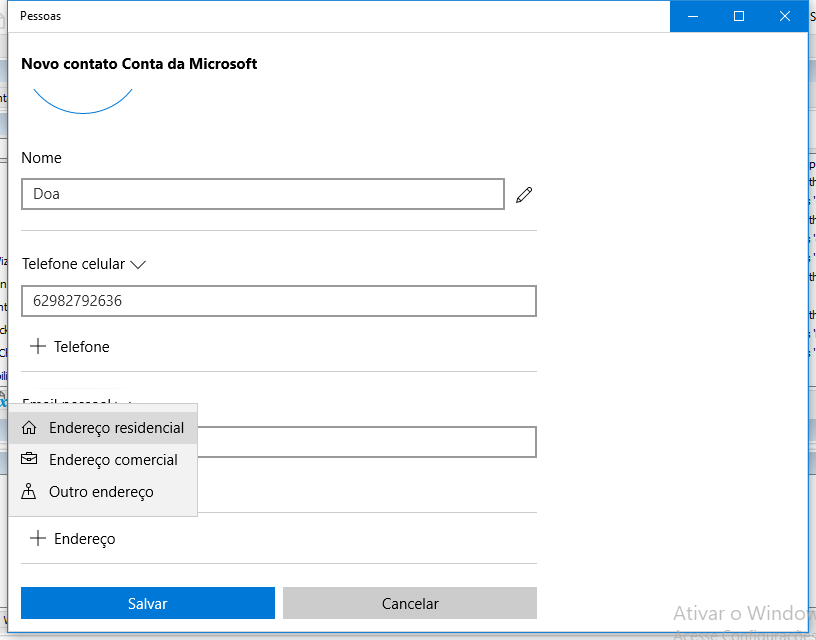 Pessoas
Novo contato Conta da Microsoft
Nome
Doa
Telefone celular
62982792636
+ Telefone
Email pessoal
Endereço residencial
Endereço comercial
Outro endereço
+ Endereço
Salvar
Cancelar
Ativar o Window
Acesse Configurações